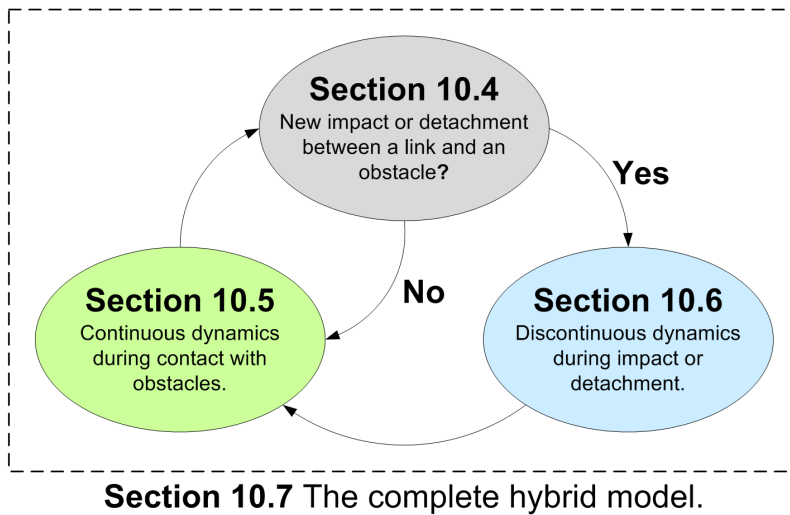 Section 10.4
New impact or detachment
between a link and an
obstacle?
Yes
No
Section 10.5
Continuous dynamics
during contact with
obstacles.
Section 10.6
Discontinuous dynamics
during impact or
detachment.
Section 10.7 The complete hybrid model.